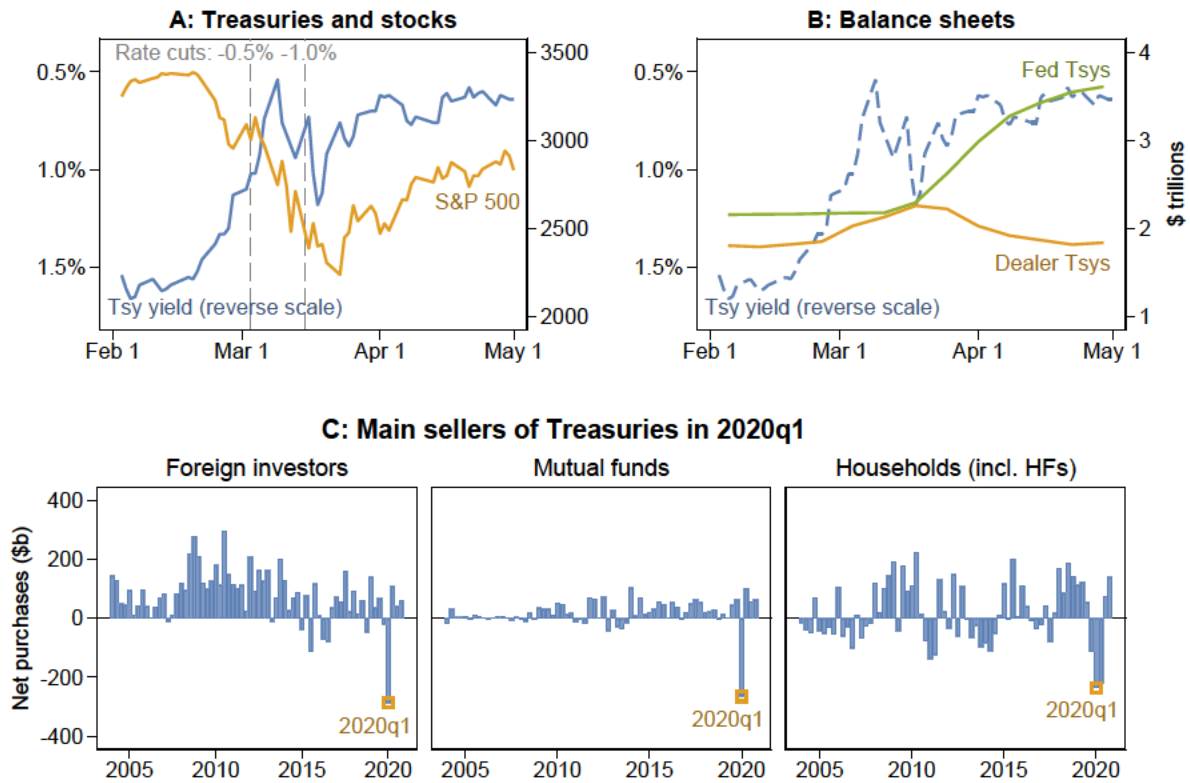 A: Treasuries and stocks
Rate cuts: -0.5% -1.0%
0.5%
1.0%
1.5%
3500
3000
2500
2000
S&P 500
Tsy yield (reverse scale)
Feb 1 Mar 1 Apr 1 May 1
B: Balance sheets
0.5%
1.0%
1.5%
4
3
2
1
$ trillions
Fed Tsys
Dealer Tsys
Tsy yield (reverse scale)
Feb 1 Mar 1 Apr 1 May 1
C: Main sellers of Treasuries in 2020q1
Foreign investors
Mutual funds
Households (incl. HFs)
Net purchases ($b)
400
200
0
-200
-400
2020q1
2020q1
2020q1
2005 2010 2015 2020
2005 2010 2015 2020
2005 2010 2015 2020